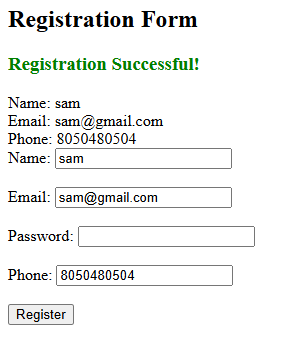 Registration Form
Registration Successful!
Name: sam
Email: sam@gmail.com
Phone: 8050480504
Name: sam
Email: sam@gmail.com
Password:
Phone: 8050480504
Register